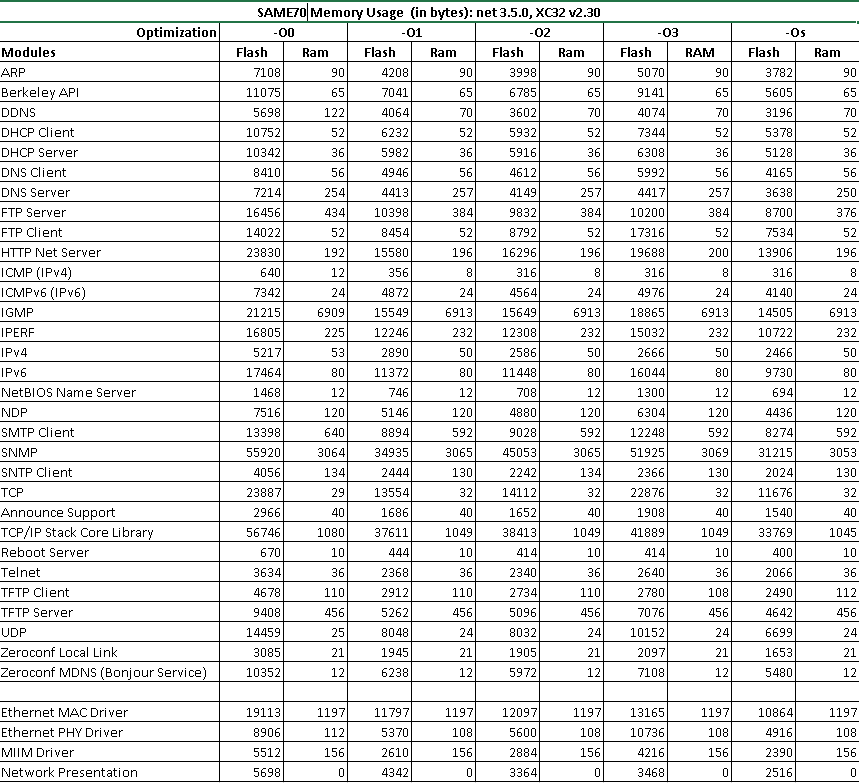 SAME70 Memory Usage (in bytes): net 3.5.0, XC32 v2.30
Optimization -O0 -O1 -O2 -O3 -Os
Modules Flash Ram Flash Ram Flash Ram Flash RAM Flash Ram
ARP 7108 90 4208 90 3998 90 5070 90 3782 90
Berkeley API 11075 65 7041 65 6785 65 9141 65 5605 65
DDNS 5698 122 4064 70 3602 70 4074 70 3196 70
DHCP Client 10752 52 6232 52 5932 52 7344 52 5378 52
DHCP Server 10342 36 5982 36 5916 36 6308 36 5128 36
DNS Client 8410 56 4946 56 4612 56 5992 56 4165 56
DNS Server 7214 254 4413 257 4149 257 4417 257 3638 250
FTP Server 16456 434 10398 384 9832 384 10200 384 8700 376
FTP Client 14022 52 8454 52 8792 52 17316 52 7534 52
HTTP Net Server 23830 192 15580 196 16296 196 19688 200 13906 196
ICMP (IPv4) 640 12 356 8 316 8 316 8 316 8
ICMPv6 (IPv6) 7342 24 4872 24 4564 24 4976 24 4140 24
IGMP 21215 6909 15549 6913 15649 6913 18865 6913 14505 6913
IPERF 16805 225 12246 232 12308 232 15032 232 10722 232
IPv4 5217 53 2890 50 2586 50 2666 50 2466 50
IPv6 17464 80 11372 80 11448 80 16044 80 9730 80
NetBIOS Name Server 1468 12 746 12 708 12 1300 12 694 12
NDP 7516 120 5146 120 4880 120 6304 120 4436 120
SMTP Client 13398 640 8894 592 9028 592 12248 592 8274 592
SNMP 55920 3064 34935 3065 45053 3065 51925 3069 31215 3053
SNTP Client 4056 134 2444 130 2242 134 2366 130 2024 130
TCP 23887 29 13554 32 14112 32 22876 32 11676 32
Announce Support 2966 40 1686 40 1652 40 1908 40 1540 40
TCP/IP Stack Core Library 56746 1080 37611 1049 38413 1049 41889 1049 33769 1045
Reboot Server 670 10 444 10 414 10 414 10 400 10
Telnet 3634 36 2368 36 2340 36 2640 36 2066 36
TFTP Client 4678 110 2912 110 2734 110 2780 108 2490 112
TFTP Server 9408 456 5262 456 5096 456 7076 456 4642 456
UDP 14459 25 8048 24 8032 24 10152 24 6699 24
Zeroconf Local Link 3085 21 1945 21 1905 21 2097 21 1653 21
Zeroconf MDNS (Bonjour Service) 10352 12 6238 12 5972 12 7108 12 5480 12
Ethernet MAC Driver 19113 1197 11797 1197 12097 1197 13165 1197 10864 1197
Ethernet PHY Driver 8906 112 5370 108 5600 108 10736 108 4916 108
MIIM Driver 5512 156 2610 156 2884 156 4216 156 2390 156
Network Presentation 5698 0 4342 0 3364 0 3468 0 2516 0